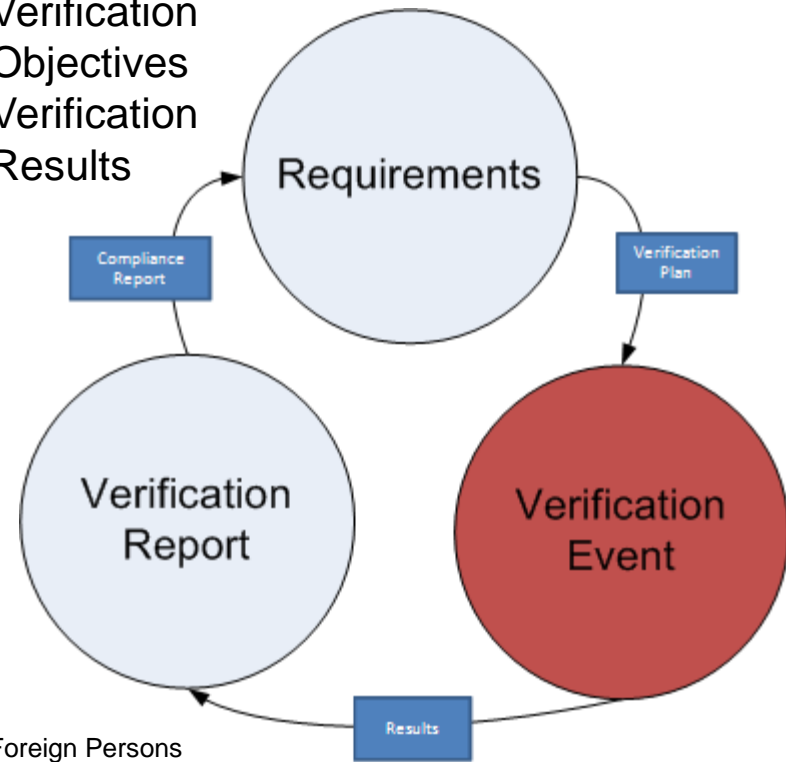 Verification
Objectives
Verification
Results
Requirements
Compliance
Report
Verification
Plan
Verification
Report
Verification
Event
Results
Foreign Persons